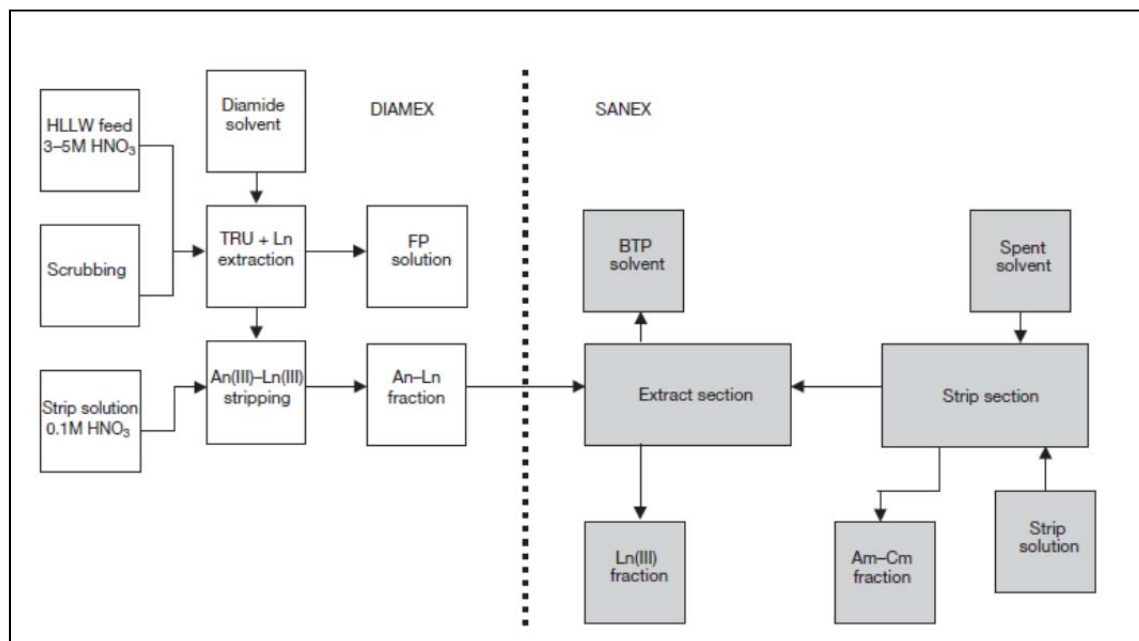 HLLW feed
3–5M HNO₃
Diamide
solvent
DIAMEX
SANEX
Scrubbing
TRU + Ln
extraction
FP
solution
BTP
solvent
Spent
solvent
Strip solution
0.1M HNO₃
An(III)–Ln(III)
stripping
An–Ln
fraction
Extract section
Strip section
Ln(III)
fraction
Am–Cm
fraction
Strip
solution